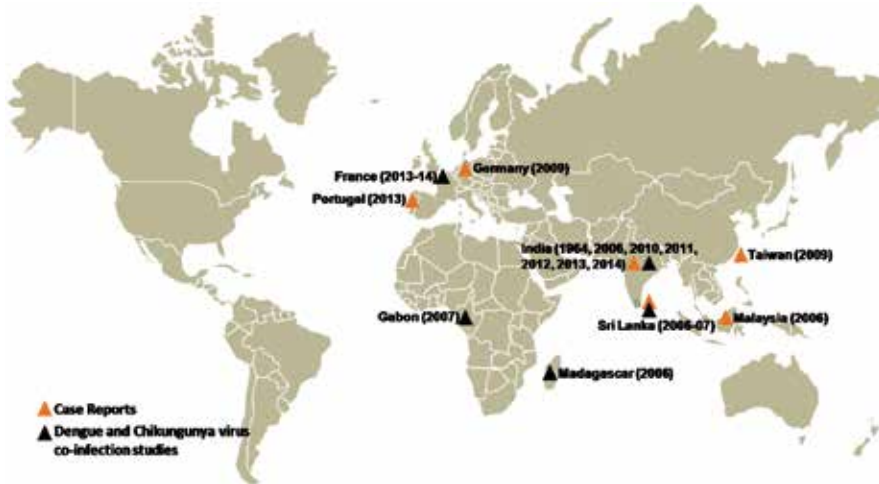 Germany (2009)
France (2013-14)
Portugal (2013)
India (1964, 2006, 2010, 2011,
2012, 2013, 2014)
Taiwan (2009)
Gabon (2007)
Sri Lanka (2006-07)
Malaysia (2006)
Madagascar (2006)
Case Reports
Dengue and Chikungunya virus
co-infection studies